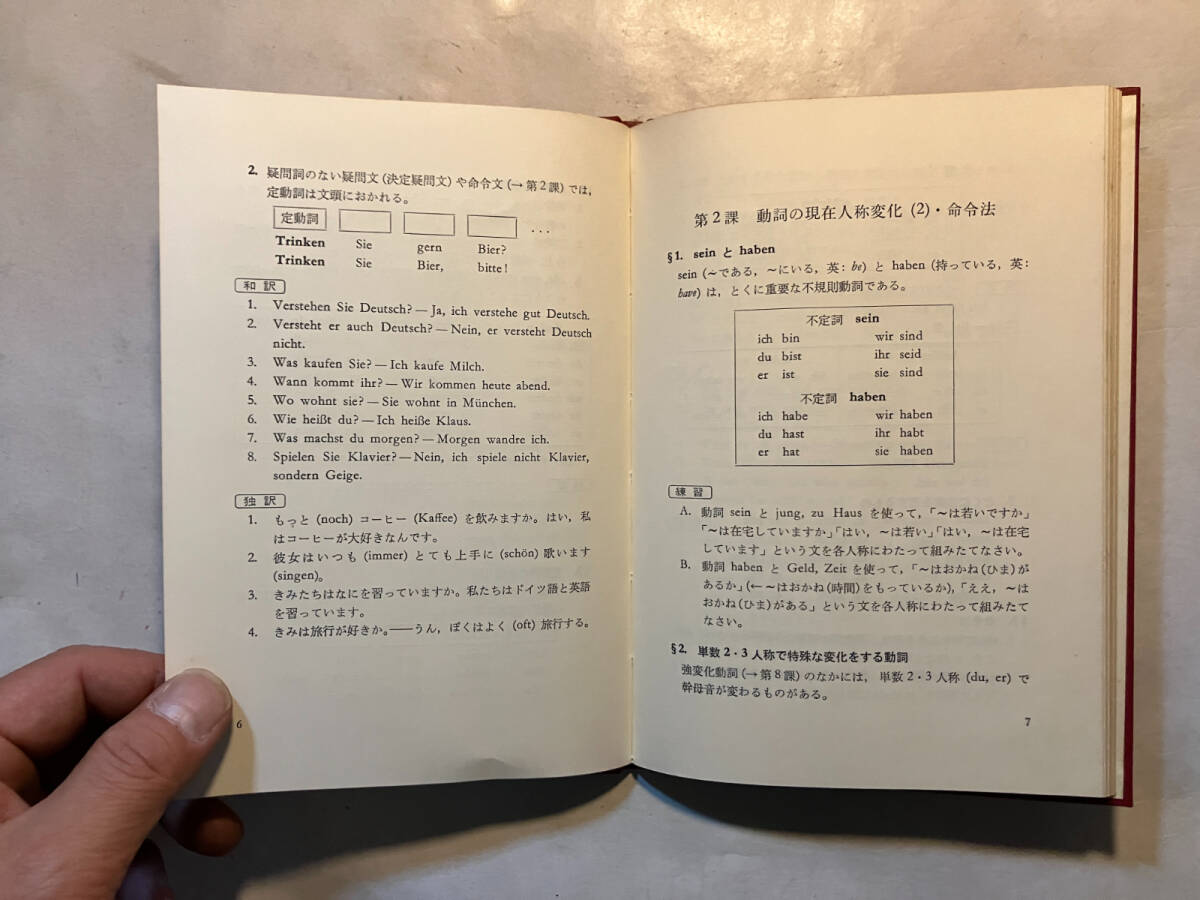 2. 疑問詞のない疑問文(決定疑問文)や命令文(→第2課)では,
定動詞は文頭におかれる。
定動詞 ...
Trinken Sie gern Bier?
Trinken Sie Bier, bitte!
和訳
1. Verstehen Sie Deutsch? — Ja, ich verstehe gut Deutsch.
2. Versteht er auch Deutsch? — Nein, er versteht Deutsch
nicht.
3. Was kaufen Sie? — Ich kaufe Milch.
4. Wann kommt ihr? — Wir kommen heute abend.
5. Wo wohnt sie? — Sie wohnt in München.
6. Wie heißt du? — Ich heiße Klaus.
7. Was machst du morgen? — Morgen wandre ich.
8. Spielen Sie Klavier? — Nein, ich spiele nicht Klavier,
sondern Geige.
独訳
1. もっと (noch) コーヒー (Kaffee) を飲みますか。はい, 私
はコーヒーが大好きなんです。
2. 彼女はいつも (immer) とても上手に (schön) 歌います
(singen)。
3. きみたちはなにを習っていますか。私たちはドイツ語と英語
を習っています。
4. きみは旅行が好きか。——うん, ぼくはよく (oft) 旅行する。
6
第2課 動詞の現在人称変化 (2)・命令法
§1. sein と haben
sein (〜である, 〜にいる, 英: be) と haben (持っている, 英:
have) は, とくに重要な不規則動詞である。
不定詞 sein
ich bin wir sind
du bist ihr seid
er ist sie sind
不定詞 haben
ich habe wir haben
du hast ihr habt
er hat sie haben
練習
A. 動詞 sein と jung, zu Haus を使って,「〜は若いですか」
「〜は在宅していますか」「はい, 〜は若い」「はい, 〜は在宅
しています」という文を各人称にわたって組みたてなさい。
B. 動詞 haben と Geld, Zeit を使って,「〜はおかね(ひま)が
あるか」(←〜はおかね(時間)をもっているか),「ええ, 〜は
おかね(ひま)がある」という文を各人称にわたって組みたて
なさい。
§2. 単数2・3人称で特殊な変化をする動詞
強変化動詞(→第8課)のなかには, 単数2・3人称 (du, er) で
幹母音が変わるものがある。
7